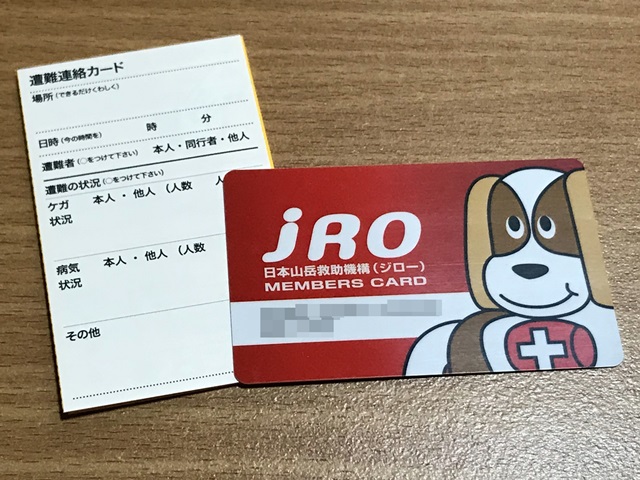 遭難連絡カード
場所(できるだけくわしく)
日時(今の時間を) 時 分
遭難者(○をつけて下さい) 本人・同行者・他人
遭難の状況(○をつけて下さい)
ケガ 本人・他人 (人数 人
状況
病気 本人・他人 (人数
状況
その他
jRO
日本山岳救助機構(ジロー)
MEMBERS CARD